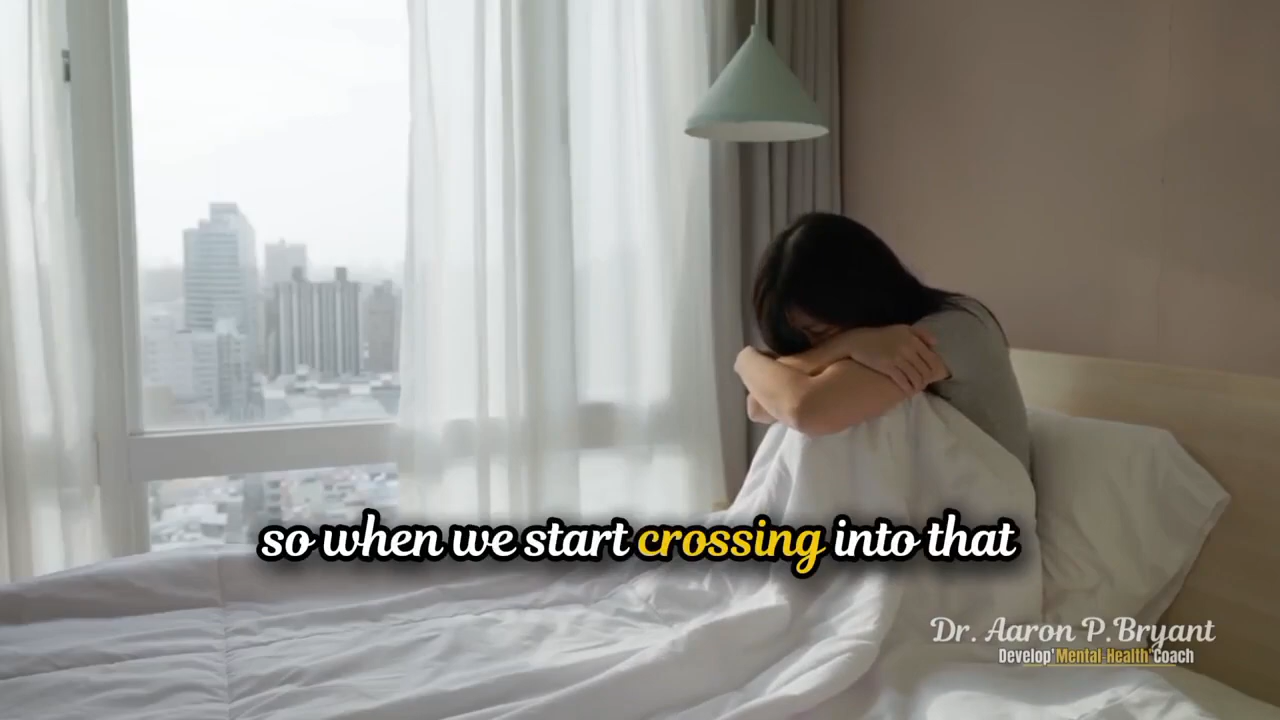 so when we start crossing into that
Dr. Aaron P.Bryant
Develop'Mental-Health'Coach